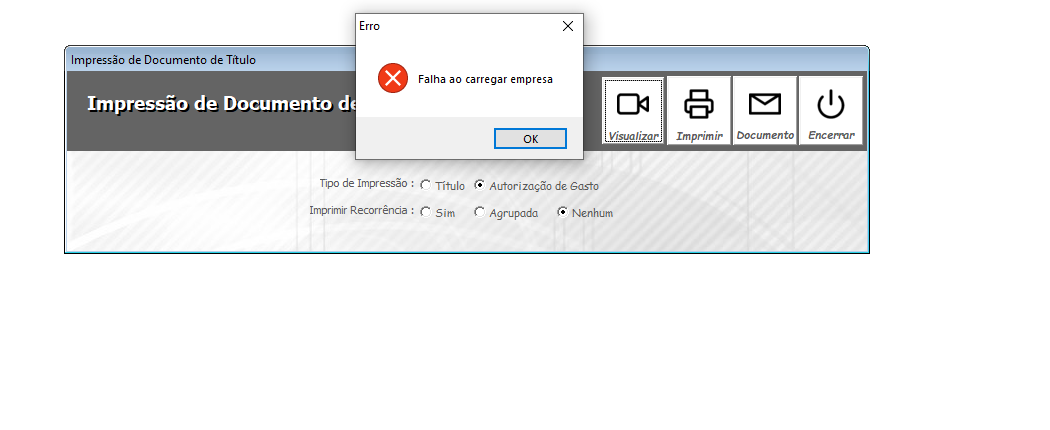 Erro
Falha ao carregar empresa
OK
Impressão de Documento de Título
Impressão de Documento de
Visualizar Imprimir Documento Encerrar
Tipo de Impressão : Título Autorização de Gasto
Imprimir Recorrência : Sim Agrupada Nenhum